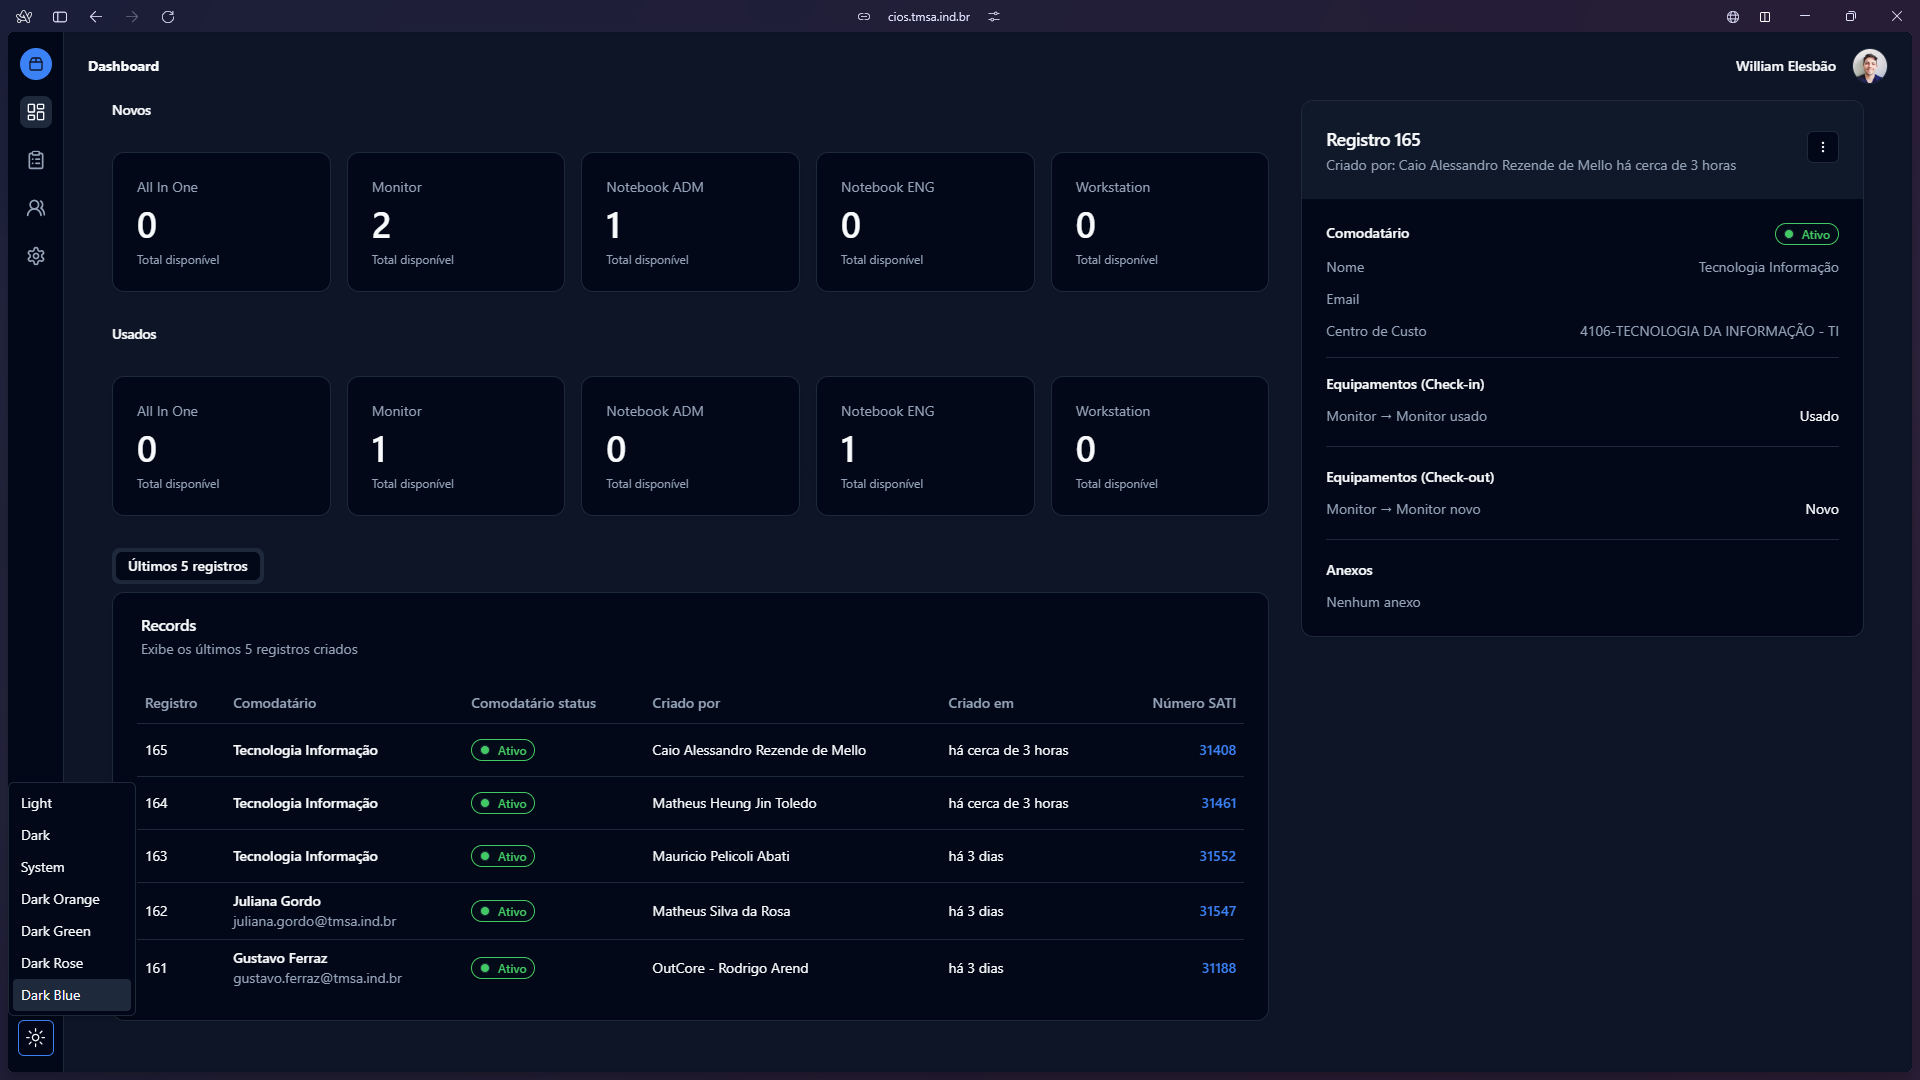 cios.tmsa.ind.br
Dashboard
William Elesbão
Novos
All In One
0
Total disponível
Monitor
2
Total disponível
Notebook ADM
1
Total disponível
Notebook ENG
0
Total disponível
Workstation
0
Total disponível
Usados
All In One
0
Total disponível
Monitor
1
Total disponível
Notebook ADM
0
Total disponível
Notebook ENG
1
Total disponível
Workstation
0
Total disponível
Últimos 5 registros
Records
Exibe os últimos 5 registros criados
Registro Comodatário Comodatário status Criado por Criado em Número SATI
165 Tecnologia Informação Ativo Caio Alessandro Rezende de Mello há cerca de 3 horas 31408
164 Tecnologia Informação Ativo Matheus Heung Jin Toledo há cerca de 3 horas 31461
163 Tecnologia Informação Ativo Mauricio Pelicoli Abati há 3 dias 31552
162 Juliana Gordo Ativo Matheus Silva da Rosa há 3 dias 31547
juliana.gordo@tmsa.ind.br
161 Gustavo Ferraz Ativo OutCore - Rodrigo Arend há 3 dias 31188
gustavo.ferraz@tmsa.ind.br
Registro 165
Criado por: Caio Alessandro Rezende de Mello há cerca de 3 horas
Comodatário Ativo
Nome Tecnologia Informação
Email
Centro de Custo 4106-TECNOLOGIA DA INFORMAÇÃO - TI
Equipamentos (Check-in)
Monitor → Monitor usado Usado
Equipamentos (Check-out)
Monitor → Monitor novo Novo
Anexos
Nenhum anexo
Light
Dark
System
Dark Orange
Dark Green
Dark Rose
Dark Blue